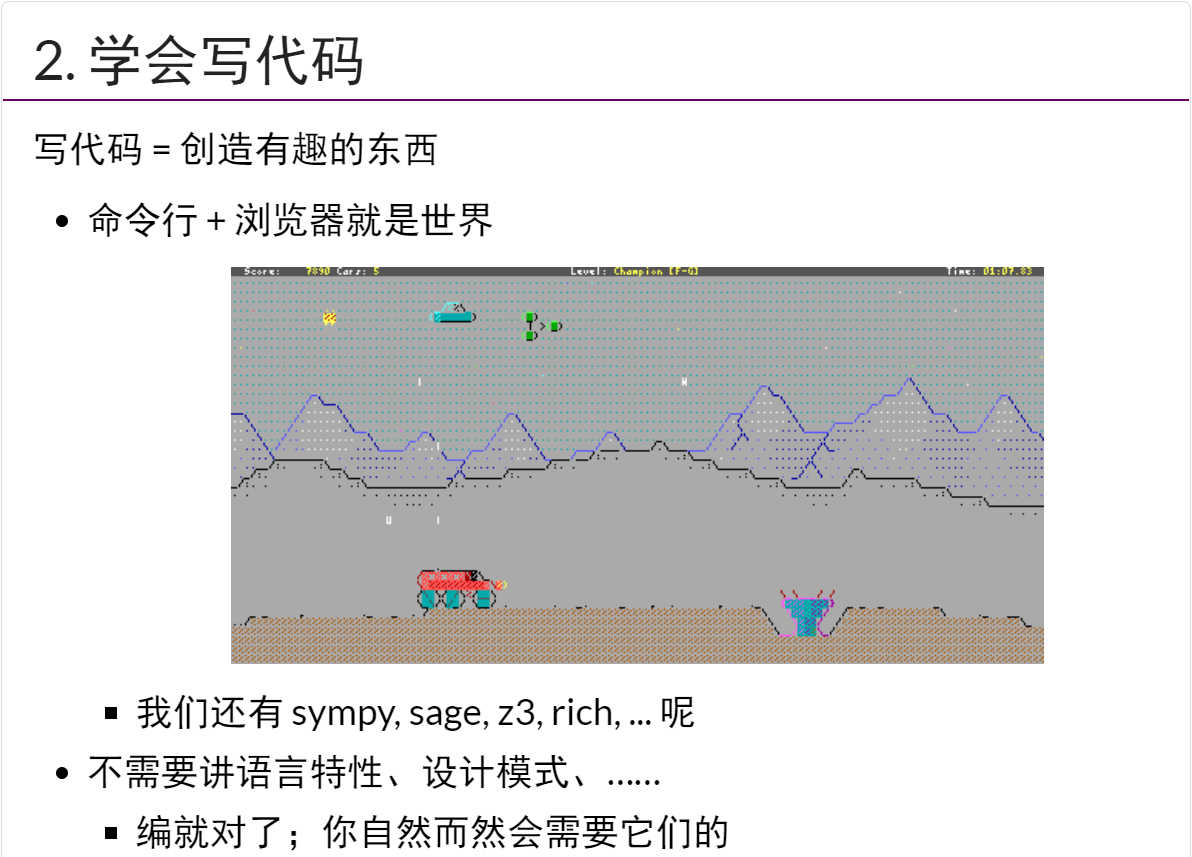 2. 学会写代码
写代码 = 创造有趣的东西
命令行 + 浏览器就是世界
Score: 7890 Cars: 5 Level: Champion [F-G] Time: 01:07.83
我们还有 sympy, sage, z3, rich, ... 呢
不需要讲语言特性、设计模式、……
编就对了；你自然而然会需要它们的